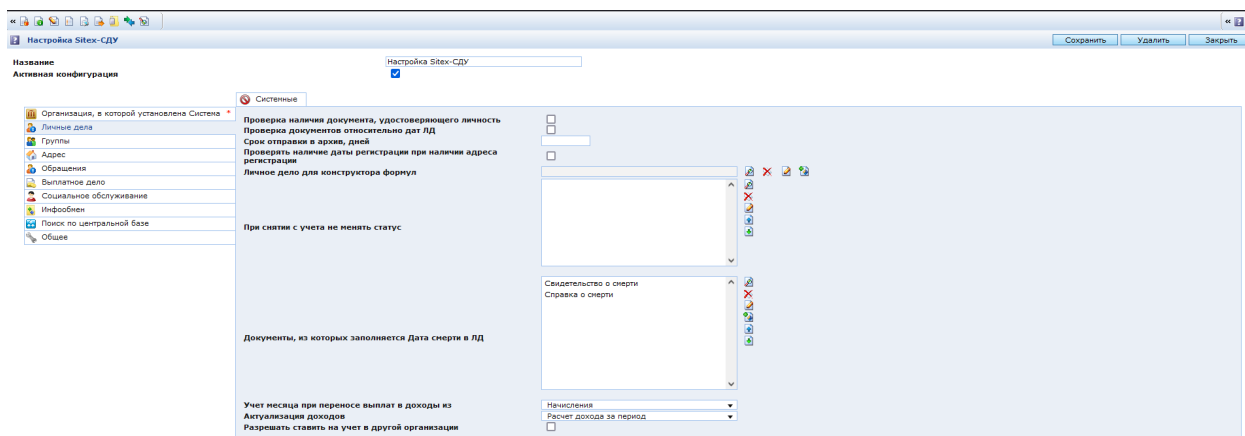 «
«
Настройка Sitex-СДУ
Сохранить Удалить Закрыть
Название Настройка Sitex-СДУ
Активная конфигурация
Системные
Организация, в которой установлена Система *
Личные дела
Группы
Адрес
Обращения
Выплатное дело
Социальное обслуживание
Инфообмен
Поиск по центральной базе
Общее
Проверка наличия документа, удостоверяющего личность
Проверка документов относительно дат ЛД
Срок отправки в архив, дней
Проверять наличие даты регистрации при наличии адреса
регистрации
Личное дело для конструктора формул
При снятии с учета не менять статус
Свидетельство о смерти
Справка о смерти
Документы, из которых заполняется Дата смерти в ЛД
Учет месяца при переносе выплат в доходы из Начисления
Актуализация доходов Расчет дохода за период
Разрешать ставить на учет в другой организации